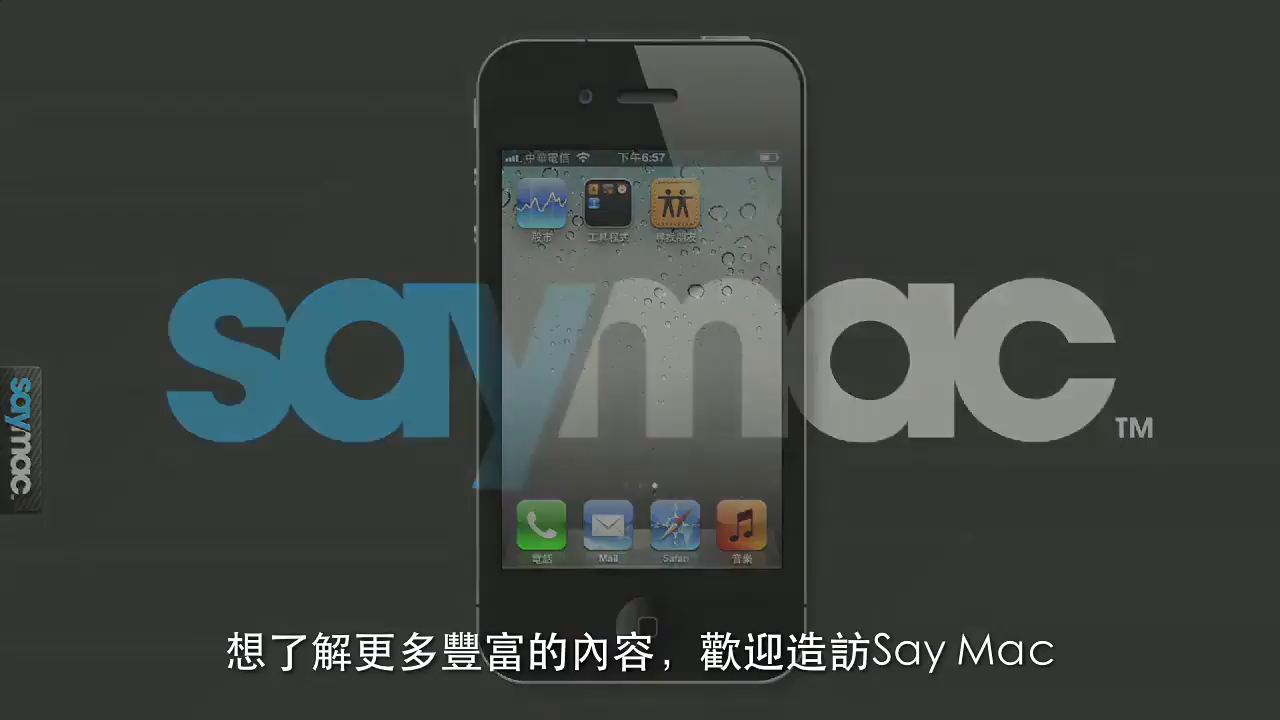 中華電信
下午6:57
股市
工具程式
尋找朋友
saymac
TM
saymac
電話
Mail
Safari
音樂
想了解更多豐富的內容，歡迎造訪Say Mac